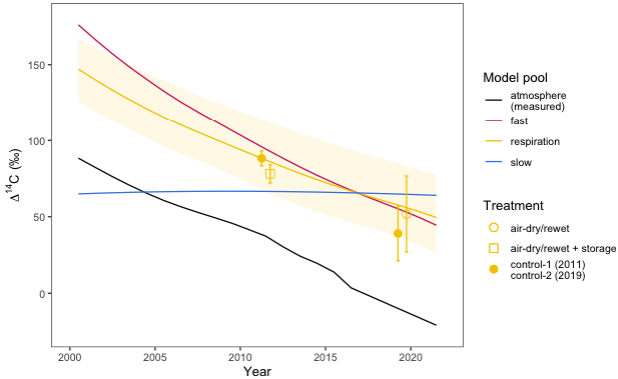 150
100
50
0
Δ¹⁴C (‰)
2000 2005 2010 2015 2020
Year
Model pool
atmosphere
(measured)
fast
respiration
slow
Treatment
air-dry/rewet
air-dry/rewet + storage
control-1 (2011)
control-2 (2019)